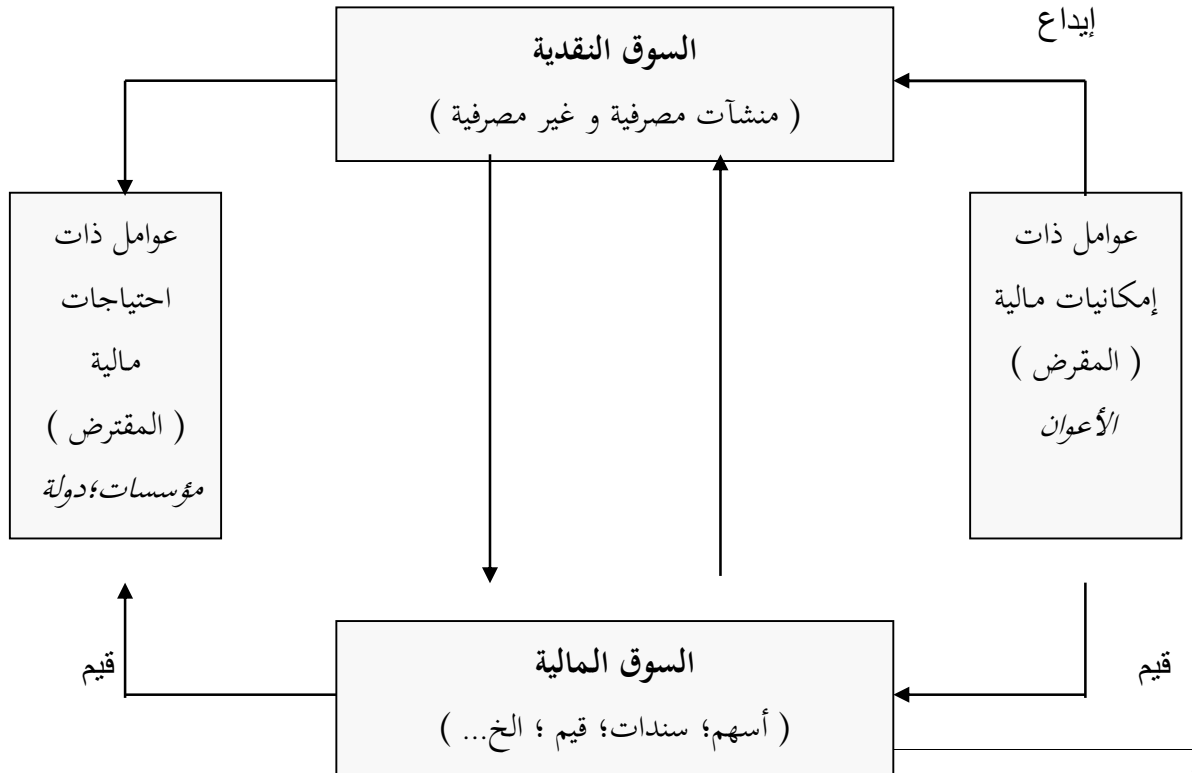 إيداع
السوق النقدية
( منشآت مصرفية و غير مصرفية )
عوامل ذات
إمكانيات مالية
( المقرض )
الأعوان
عوامل ذات
احتياجات
مالية
( المقترض )
مؤسسات؛دولة
قيم
السوق المالية
( أسهم؛ سندات؛ قيم ؛ الخ... )
قيم